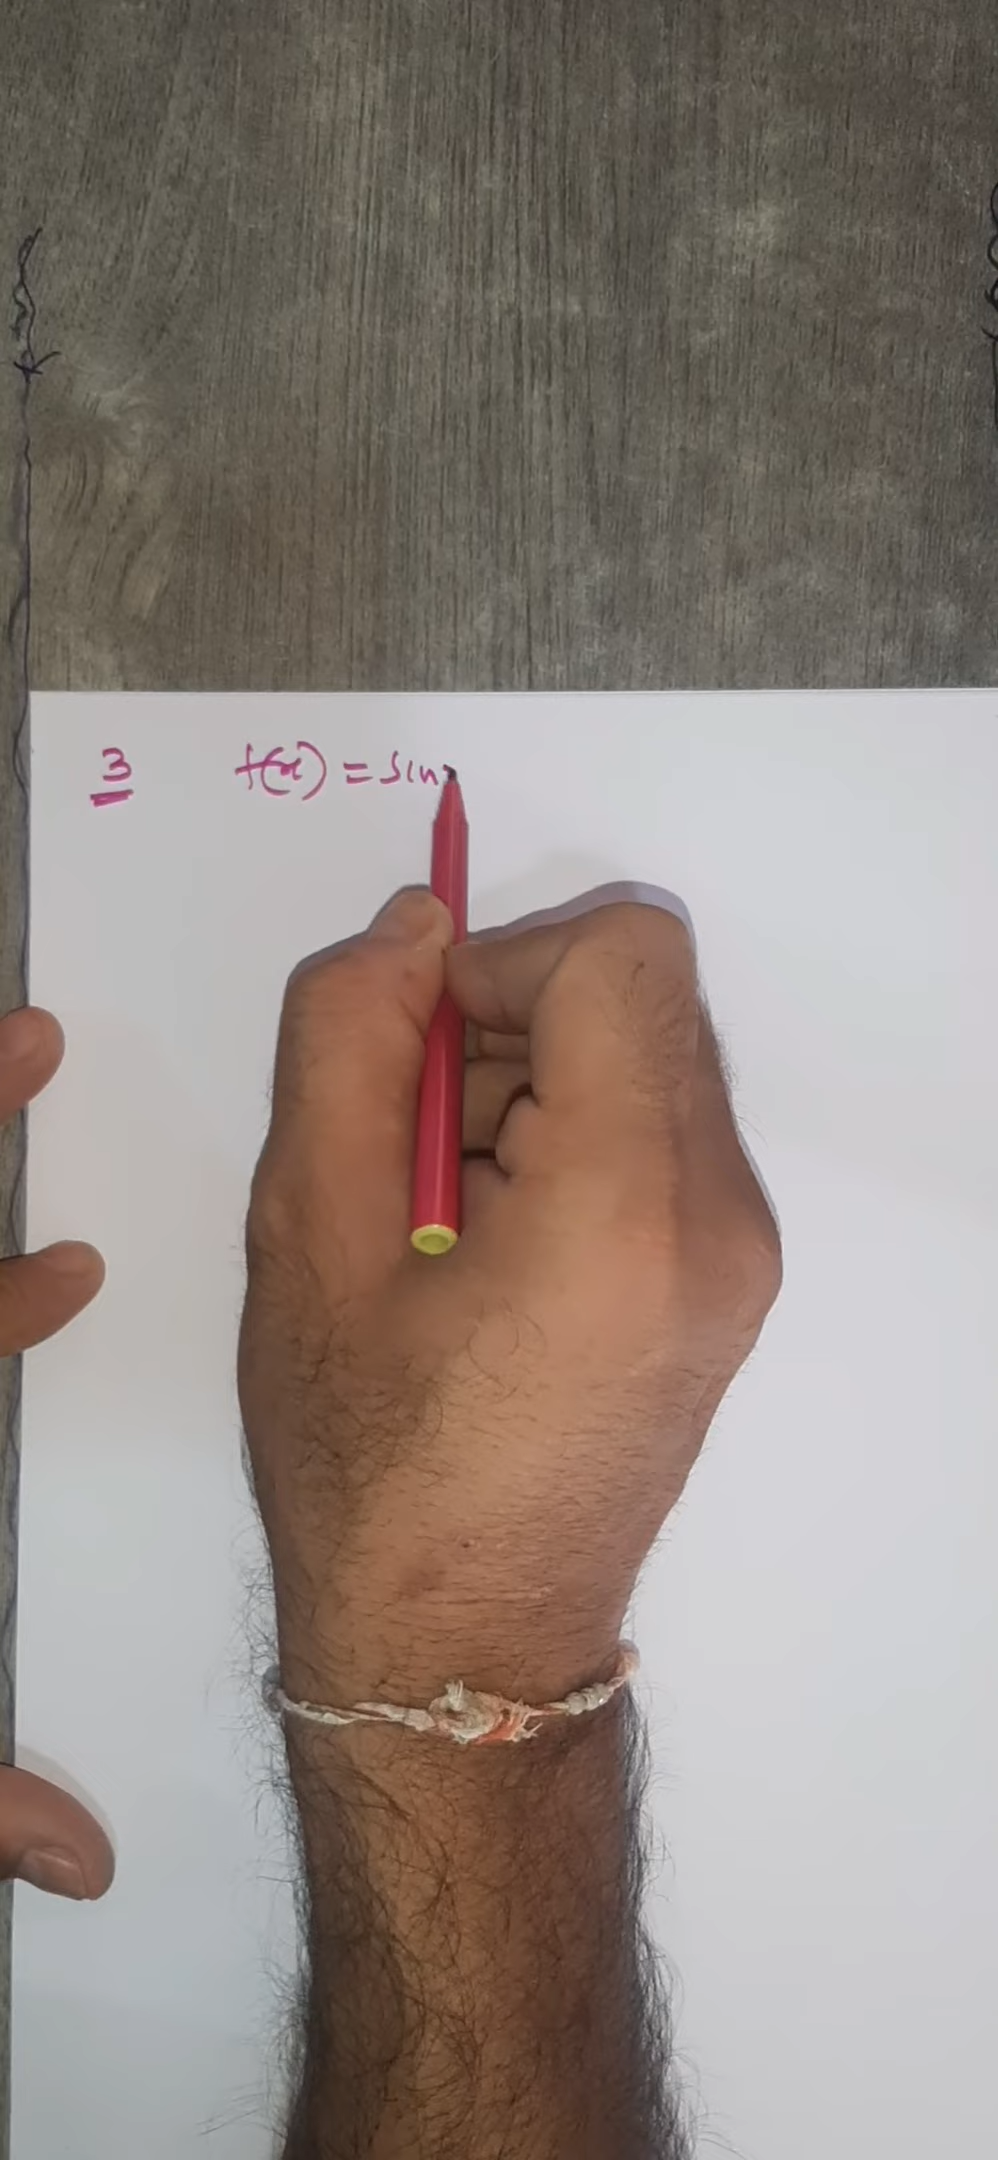 3 f(x) = sin